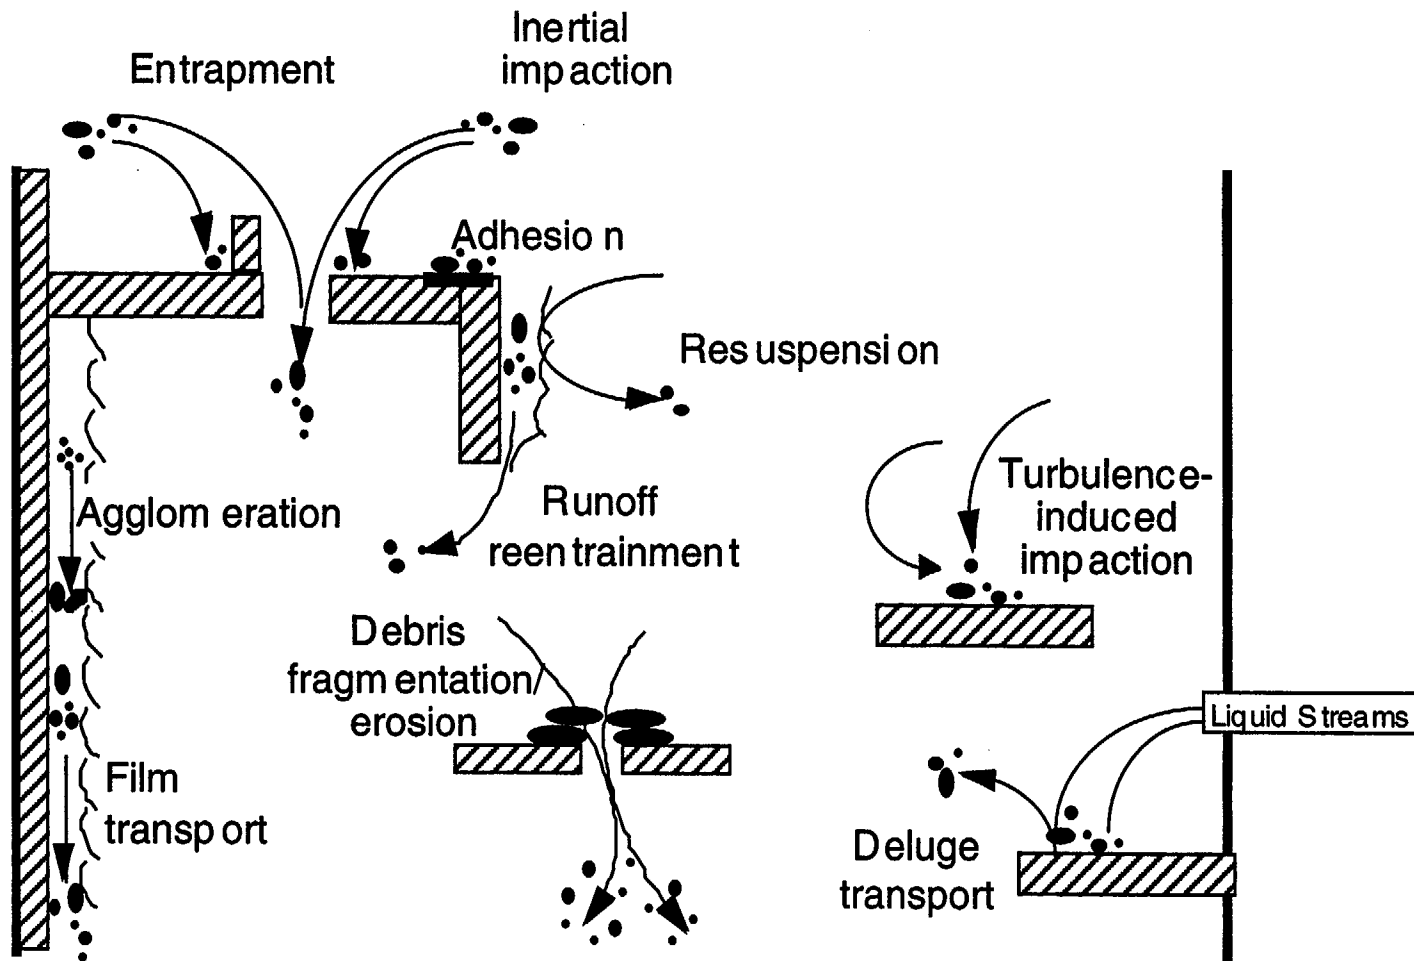 Entrapment
Inertial
impaction
Adhesion
Resuspension
Agglomeration
Runoff
reentrainment
Turbulence-
induced
impaction
Debris
fragmentation/
erosion
Liquid Streams
Film
transport
Deluge
transport